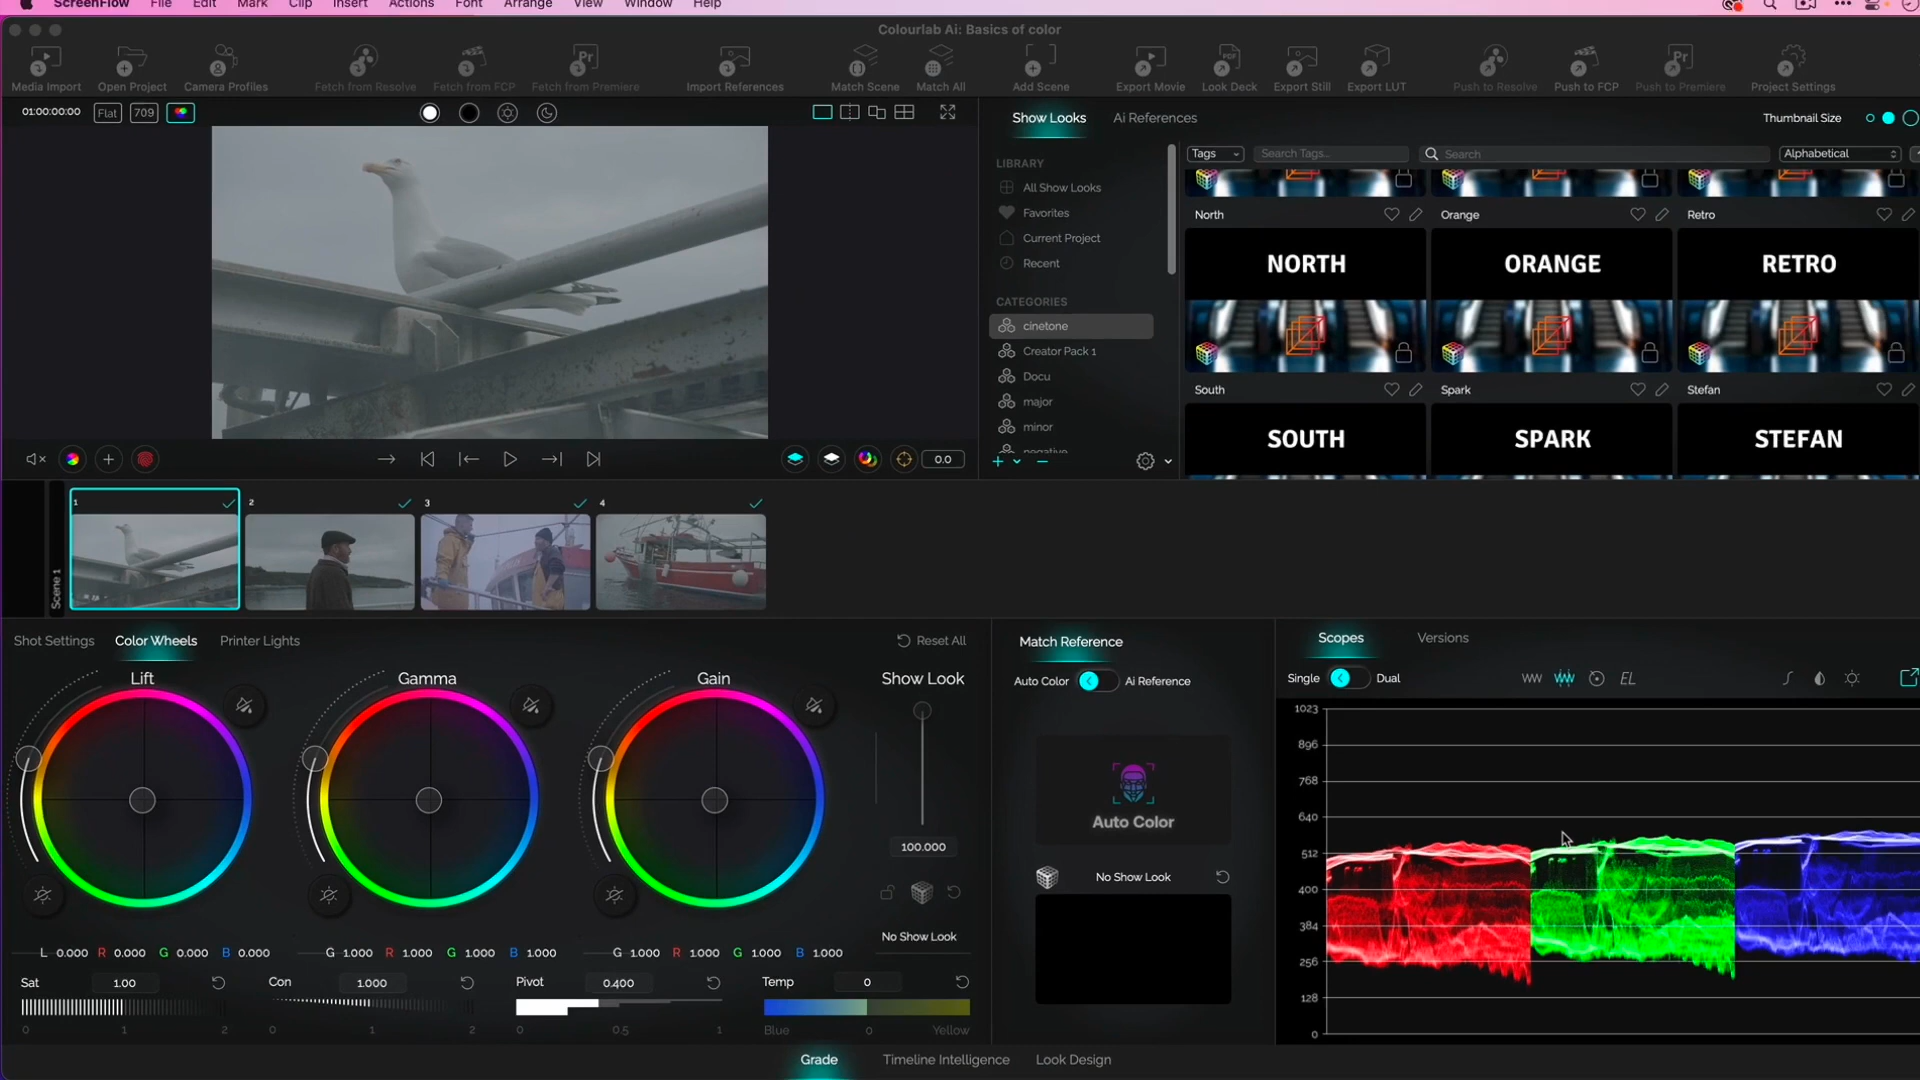 ScreenFlow File Edit Mark Clip Insert Actions Font Arrange View Window Help
Colourlab Ai: Basics of color
Media Import Open Project Camera Profiles Fetch from Resolve Fetch from FCP Fetch from Premiere Import References Match Scene Match All Add Scene Export Movie Look Deck Export Still Export LUT Push to Resolve Push to FCP Push to Premiere Project Settings
01:00:00:00 Flat 709
Show Looks Ai References Thumbnail Size
LIBRARY
All Show Looks
Favorites
Current Project
Recent
CATEGORIES
cinetone
Creator Pack 1
Docu
major
minor
negative
Tags Search Tags... Search Alphabetical
North Orange Retro
NORTH ORANGE RETRO
South Spark Stefan
SOUTH SPARK STEFAN
0.0
Scene 1
1 2 3 4
Shot Settings Color Wheels Printer Lights Reset All
Lift Gamma Gain Show Look
100.000
No Show Look
L 0.000 R 0.000 G 0.000 B 0.000
G 1.000 R 1.000 G 1.000 B 1.000
G 1.000 R 1.000 G 1.000 B 1.000
Sat 1.00 Con 1.000 Pivot 0.400 Temp 0
0 1 2 0 1 2 0 0.5 1 Blue 0 Yellow
Match Reference
Auto Color Ai Reference
Auto Color
No Show Look
Scopes Versions
Single Dual EL
1023
896
768
640
512
400
384
256
128
0
Grade Timeline Intelligence Look Design